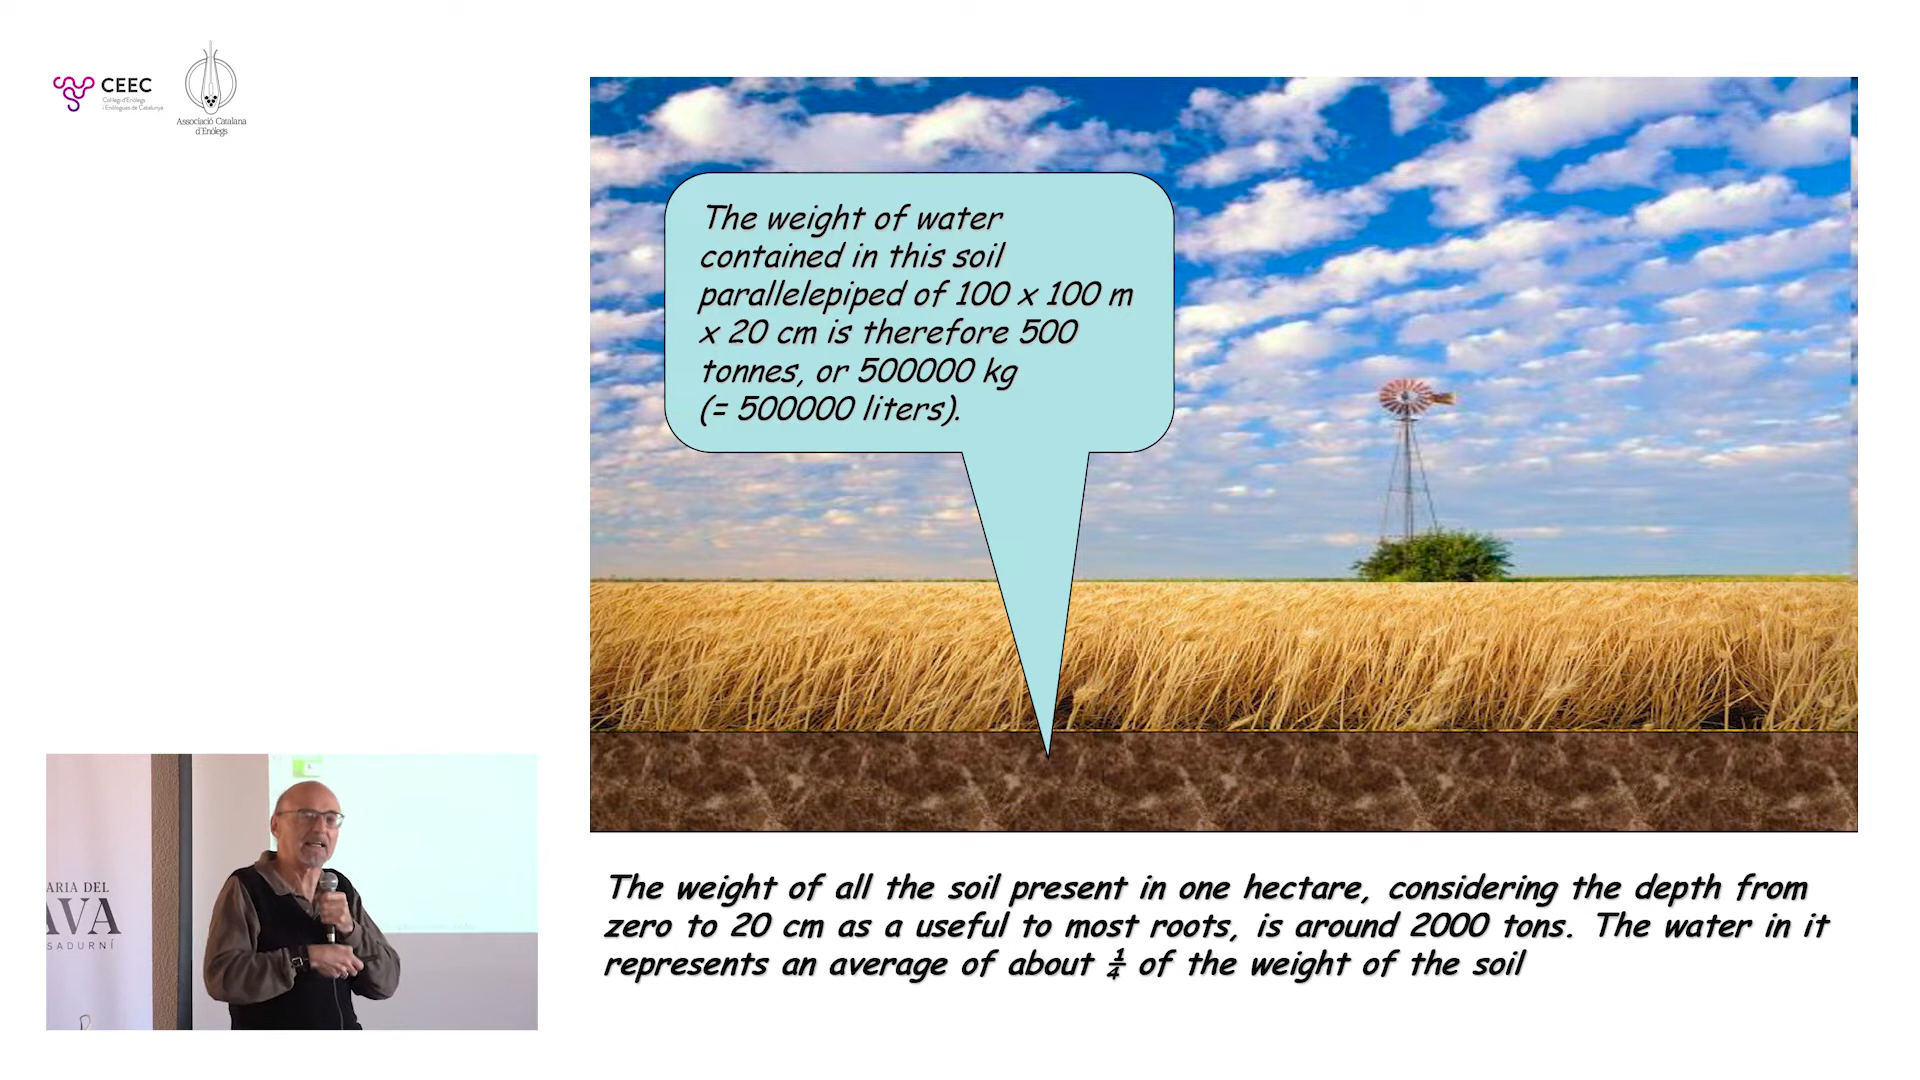 CEEC
Col·legi d'Enòlegs
i Enòlogues de Catalunya
Associació Catalana
d'Enòlegs
The weight of water
contained in this soil
parallelepiped of 100 x 100 m
x 20 cm is therefore 500
tonnes, or 500000 kg
(= 500000 liters).
The weight of all the soil present in one hectare, considering the depth from
zero to 20 cm as a useful to most roots, is around 2000 tons. The water in it
represents an average of about ¼ of the weight of the soil
ARIA DEL
AVA
SADURNÍ